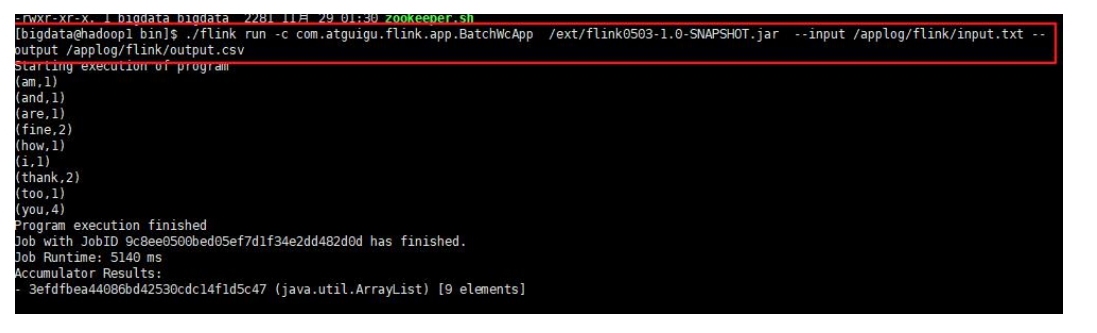 -rwxr-xr-x. 1 bigdata bigdata  2281 11月 29 01:30 zookeeper.sh
[bigdata@hadoop1 bin]$ ./flink run -c com.atguigu.flink.app.BatchWcApp  /ext/flink0503-1.0-SNAPSHOT.jar  --input /applog/flink/input.txt --
output /applog/flink/output.csv
Starting execution of program
(am,1)
(and,1)
(are,1)
(fine,2)
(how,1)
(i,1)
(thank,2)
(too,1)
(you,4)
Program execution finished
Job with JobID 9c8ee0500bed05ef7d1f34e2dd482d0d has finished.
Job Runtime: 5140 ms
Accumulator Results:
- 3efdfbea44086bd42530cdc14f1d5c47 (java.util.ArrayList) [9 elements]